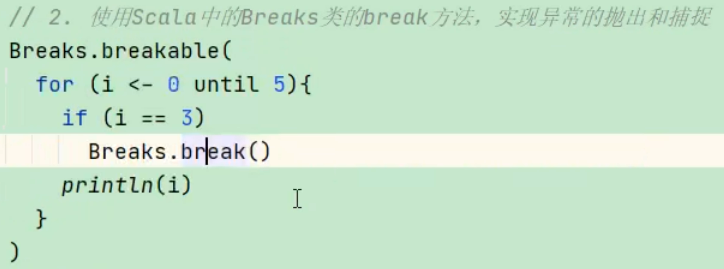 // 2. 使用Scala中的Breaks类的break方法，实现异常的抛出和捕捉
Breaks.breakable(
  for (i <- 0 until 5){
    if (i == 3)
      Breaks.break()
    println(i)
  }
)